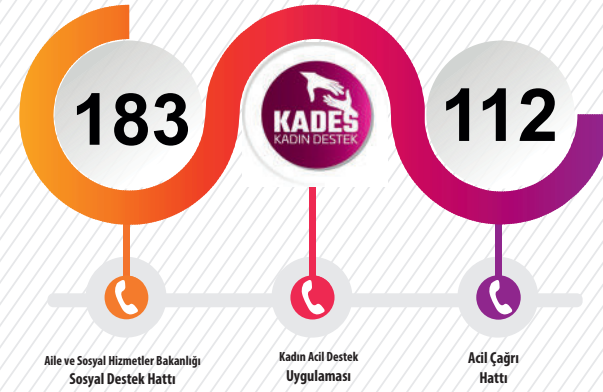 183
KADES
KADIN DESTEK
112
Aile ve Sosyal Hizmetler Bakanlığı
Sosyal Destek Hattı
Kadın Acil Destek
Uygulaması
Acil Çağrı
Hattı